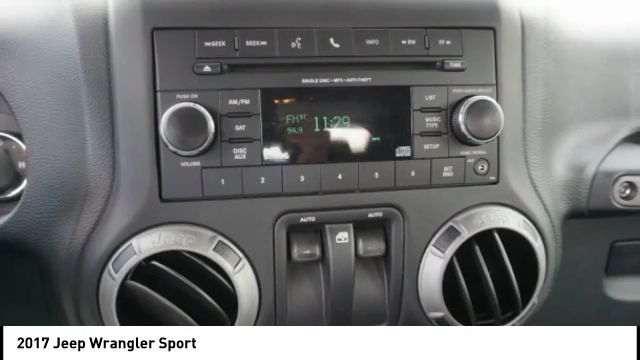 SEEK SEEK INFO RW FF
SINGLE DISC • MP3 • ANTI-THEFT
PUSH ON
AM/FM
SAT
DISC
AUX
VOLUME
FM ST 11:29
94.9
LIST
MUSIC
TYPE
SETUP
1 2 3 4 5 6 SET
RND
AUTO AUTO
Jeep Jeep
2017 Jeep Wrangler Sport